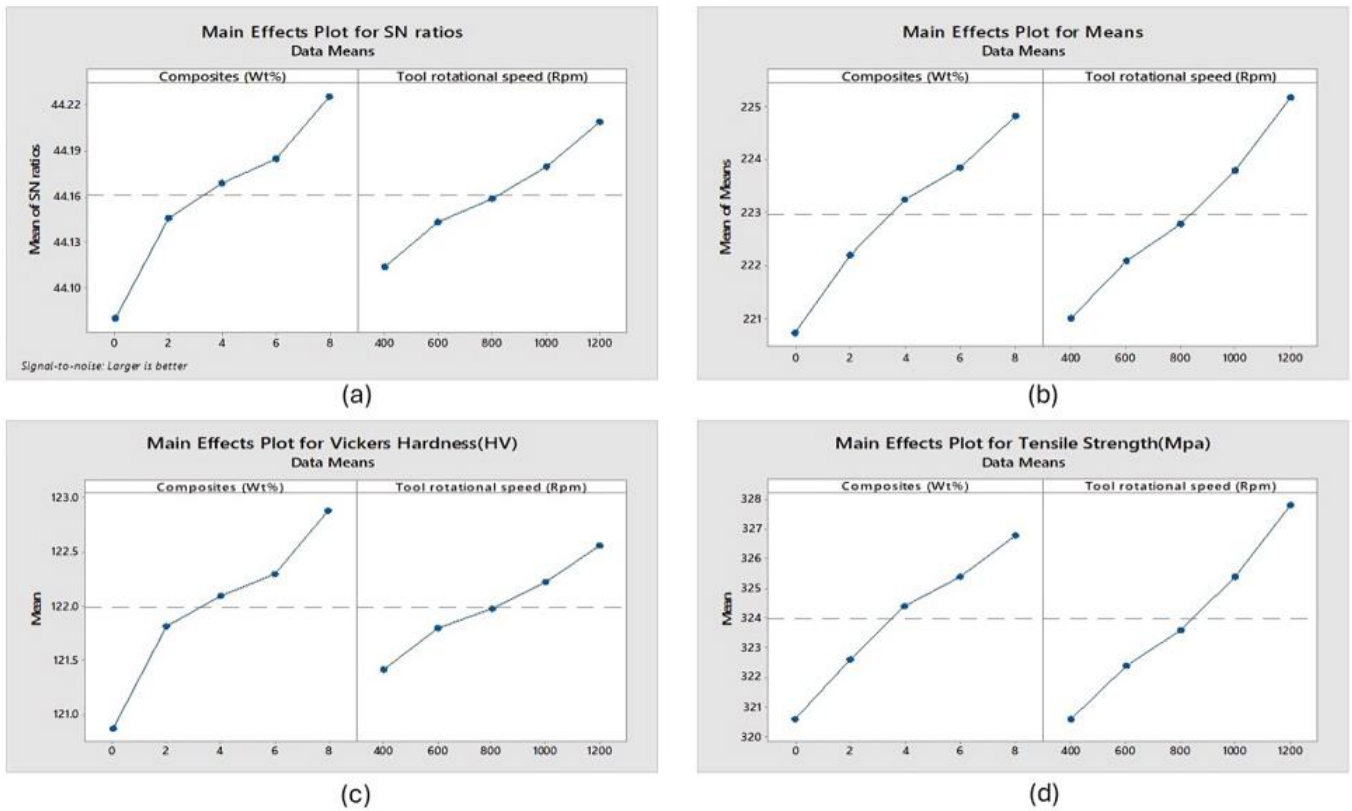 Main Effects Plot for SN ratios
Data Means
Composites (Wt%) Tool rotational speed (Rpm)
Mean of SN ratios
44.22
44.19
44.16
44.13
44.10
0 2 4 6 8 400 600 800 1000 1200
Signal-to-noise: Larger is better
(a)
Main Effects Plot for Means
Data Means
Composites (Wt%) Tool rotational speed (Rpm)
Mean of Means
225
224
223
222
221
0 2 4 6 8 400 600 800 1000 1200
(b)
Main Effects Plot for Vickers Hardness(HV)
Data Means
Composites (Wt%) Tool rotational speed (Rpm)
Mean
123.0
122.5
122.0
121.5
121.0
0 2 4 6 8 400 600 800 1000 1200
(c)
Main Effects Plot for Tensile Strength(Mpa)
Data Means
Composites (Wt%) Tool rotational speed (Rpm)
Mean
328
327
326
325
324
323
322
321
320
0 2 4 6 8 400 600 800 1000 1200
(d)